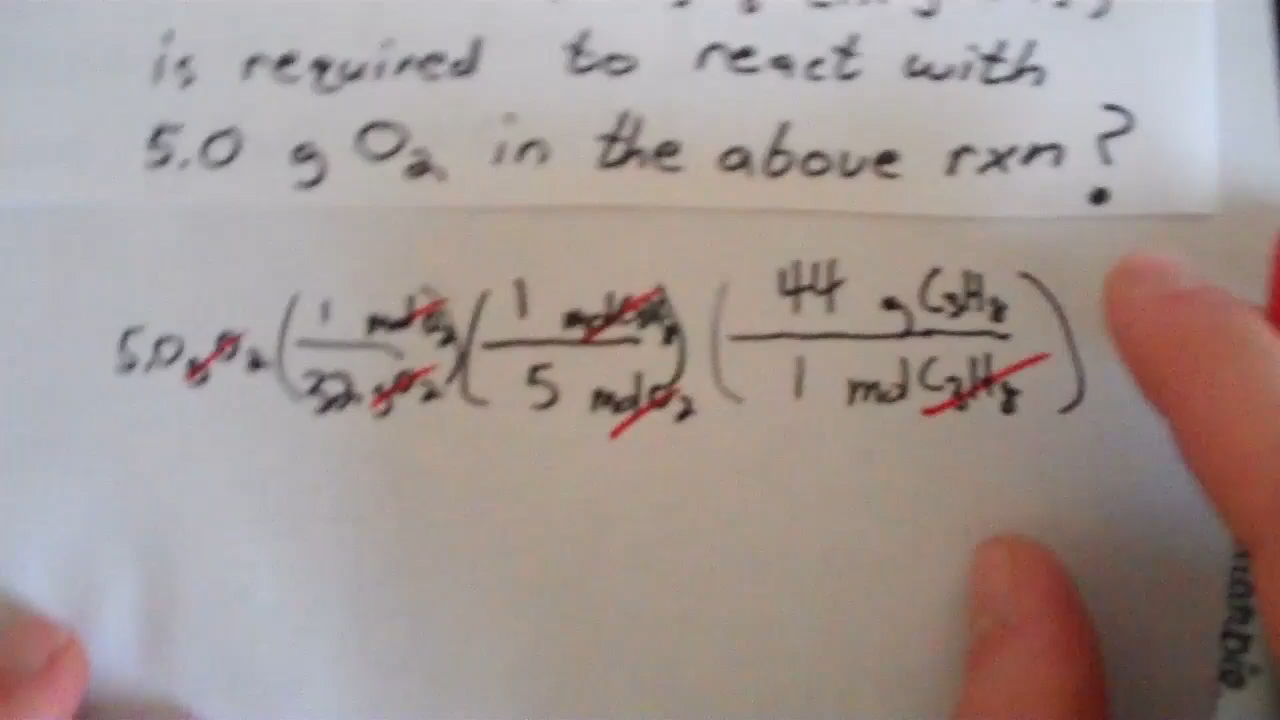 is required to react with
5.0 g O₂ in the above rxn?
5.0 g O₂ (1 mol O₂ / 32 g O₂) (1 mol C₃H₈ / 5 mol O₂) (44 g C₃H₈ / 1 mol C₃H₈)